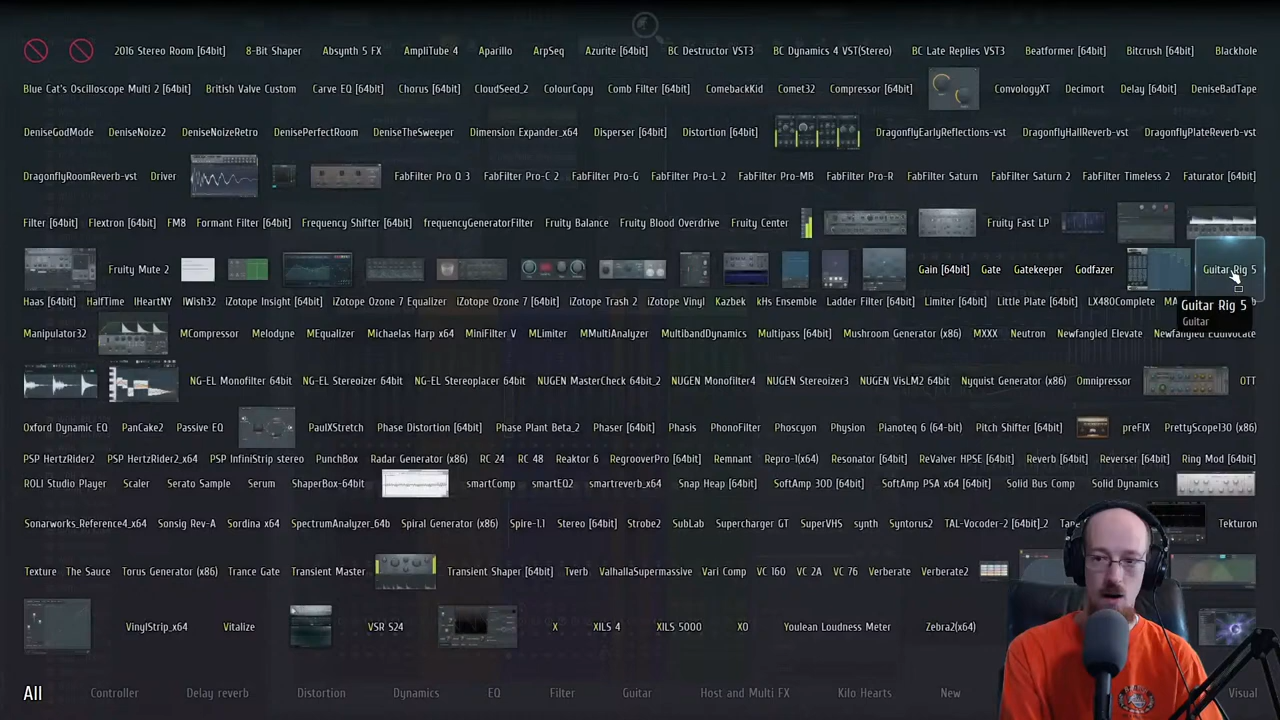 2016 Stereo Room [64bit] 8-Bit Shaper Absynth 5 FX AmpliTube 4 Aparillo ArpSeq Azurite [64bit] BC Destructor VST3 BC Dynamics 4 VST(Stereo) BC Late Replies VST3 Beatformer [64bit] Bitcrush [64bit] Blackhole
Blue Cat's Oscilloscope Multi 2 [64bit] British Valve Custom Carve EQ [64bit] Chorus [64bit] CloudSeed_2 ColourCopy Comb Filter [64bit] ComebackKid Comet32 Compressor [64bit] ConvologyXT Decimort Delay [64bit] DeniseBadTape
DeniseGodMode DeniseNoize2 DeniseNoizeRetro DenisePerfectRoom DeniseTheSweeper Dimension Expander_x64 Disperser [64bit] Distortion [64bit] DragonflyEarlyReflections-vst DragonflyHallReverb-vst DragonflyPlateReverb-vst
DragonflyRoomReverb-vst Driver FabFilter Pro Q 3 FabFilter Pro-C 2 FabFilter Pro-G FabFilter Pro-L 2 FabFilter Pro-MB FabFilter Pro-R FabFilter Saturn FabFilter Saturn 2 FabFilter Timeless 2 Faturator [64bit]
Filter [64bit] Flextron [64bit] FM8 Formant Filter [64bit] Frequency Shifter [64bit] frequencyGeneratorFilter Fruity Balance Fruity Blood Overdrive Fruity Center Fruity Fast LP
Fruity Mute 2 Gain [64bit] Gate Gatekeeper Godfazer Guitar Rig 5
Haas [64bit] HalfTime IHeartNY IWish32 iZotope Insight [64bit] iZotope Ozone 7 Equalizer iZotope Ozone 7 [64bit] iZotope Trash 2 iZotope Vinyl Kazbek kHs Ensemble Ladder Filter [64bit] Limiter [64bit] Little Plate [64bit] LX480Complete
Guitar Rig 5
Guitar
Manipulator32 MCompressor Melodyne MEqualizer Michaelas Harp x64 MiniFilter V MLimiter MMultiAnalyzer MultibandDynamics Multipass [64bit] Mushroom Generator (x86) MXXX Neutron Newfangled Elevate Newfangled Equivocate
NG-EL Monofilter 64bit NG-EL Stereoizer 64bit NG-EL Stereoplacer 64bit NUGEN MasterCheck 64bit_2 NUGEN Monofilter4 NUGEN Stereoizer3 NUGEN VisLM2 64bit Nyquist Generator (x86) Omnipressor OTT
Oxford Dynamic EQ PanCake2 Passive EQ PaulXStretch Phase Distortion [64bit] Phase Plant Beta_2 Phaser [64bit] Phasis PhonoFilter Phoscyon Physion Pianoteq 6 (64-bit) Pitch Shifter [64bit] preFIX PrettyScope130 (x86)
PSP HertzRider2 PSP HertzRider2_x64 PSP InfiniStrip stereo PunchBox Radar Generator (x86) RC 24 RC 48 Reaktor 6 RegrooverPro [64bit] Remnant Repro-1(x64) Resonator [64bit] ReValver HPSE [64bit] Reverb [64bit] Reverser [64bit] Ring Mod [64bit]
ROLI Studio Player Scaler Serato Sample Serum ShaperBox-64bit smartComp smartEQ2 smartreverb_x64 Snap Heap [64bit] SoftAmp 30D [64bit] SoftAmp PSA x64 [64bit] Solid Bus Comp Solid Dynamics
Sonarworks_Reference4_x64 Sonsig Rev-A Sordina x64 SpectrumAnalyzer_64b Spiral Generator (x86) Spire-1.1 Stereo [64bit] Strobe2 SubLab Supercharger GT SuperVHS synth Syntorus2 TAL-Vocoder-2 [64bit]_2 Tekturon
Texture The Sauce Torus Generator (x86) Trance Gate Transient Master Transient Shaper [64bit] Tverb ValhallaSupermassive Vari Comp VC 160 VC 2A VC 76 Verberate Verberate2
VinylStrip_x64 Vitalize VSR S24 X XILS 4 XILS 5000 XO Youlean Loudness Meter Zebra2(x64)
All Controller Delay reverb Distortion Dynamics EQ Filter Guitar Host and Multi FX Kilo Hearts New Visual